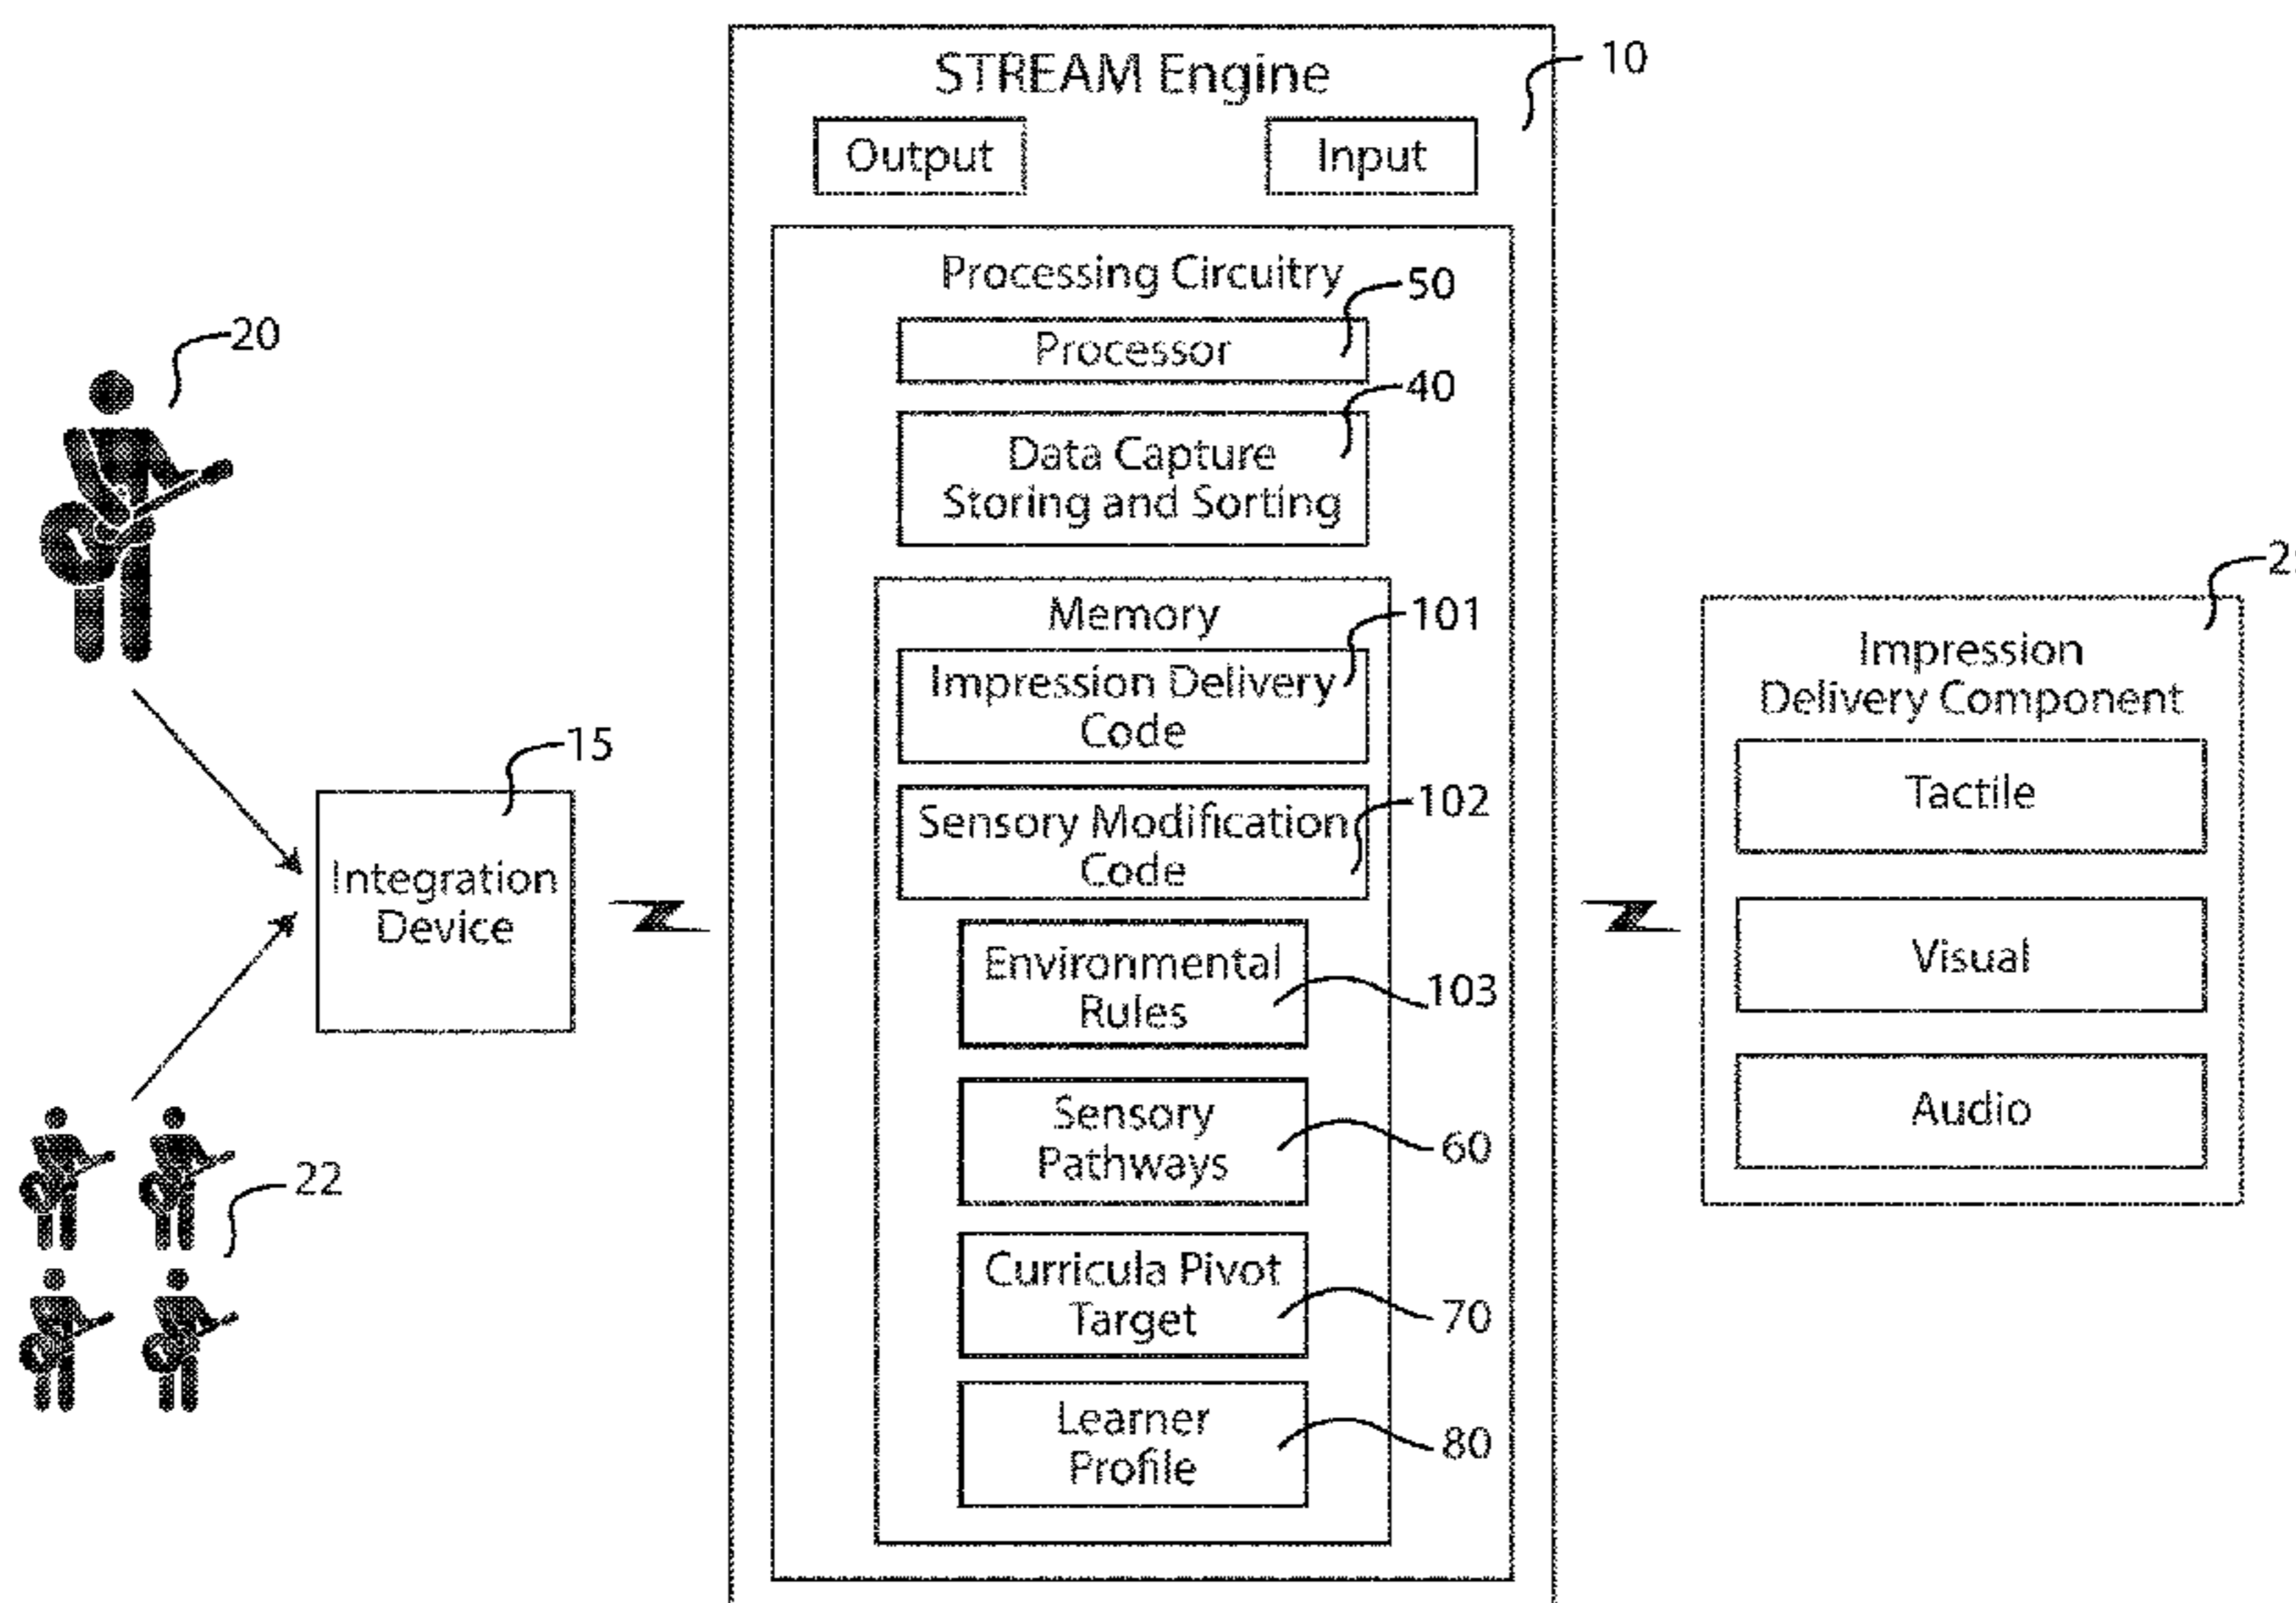 STREAM Engine
10
Output
Input
Processing Circuitry
50
Processor
40
Data Capture
Storing and Sorting
Memory
101
Impression Delivery
Code
102
Sensory Modification
Code
Environmental
Rules
103
Sensory
Pathways
60
Curricula Pivot
Target
70
Learner
Profile
80
20
15
Integration
Device
22
Impression
Delivery Component
Tactile
Visual
Audio